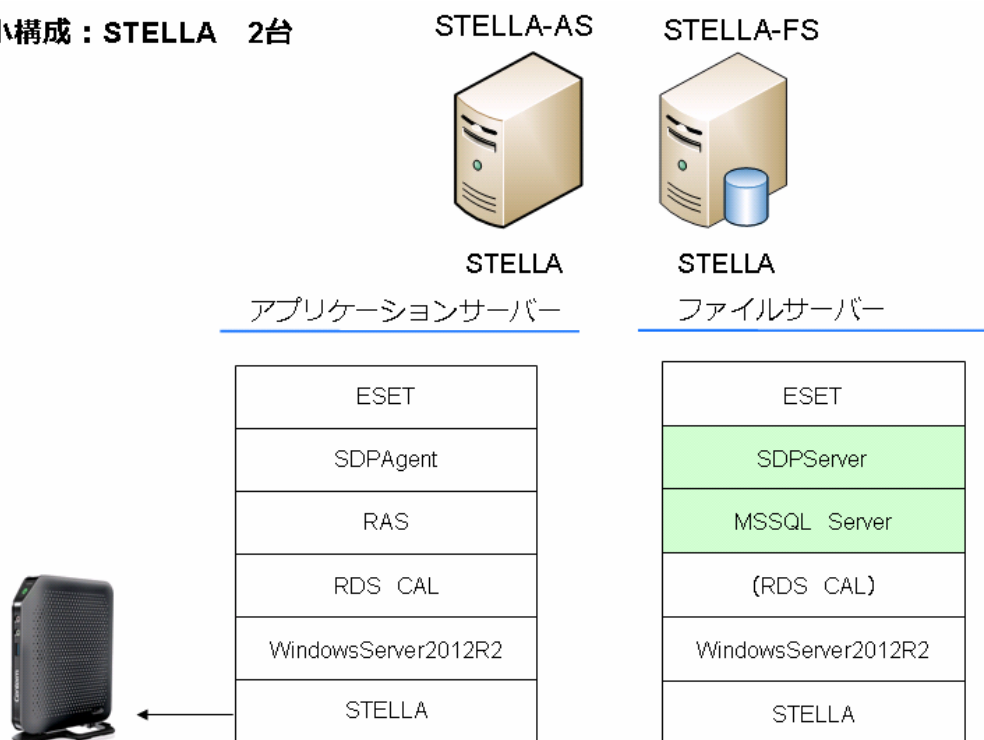 構成：STELLA　2台
STELLA-AS
STELLA-FS
STELLA
STELLA
アプリケーションサーバー
ファイルサーバー
ESET
SDPAgent
RAS
RDS CAL
WindowsServer2012R2
STELLA
ESET
SDPServer
MSSQL Server
(RDS CAL)
WindowsServer2012R2
STELLA